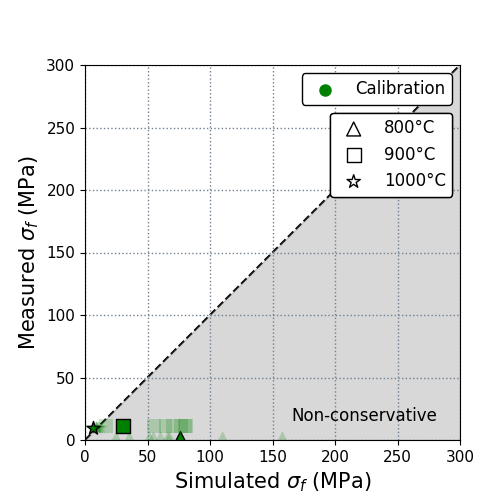 300
250
200
150
100
50
0
0 50 100 150 200 250 300
Measured σf (MPa)
Simulated σf (MPa)
Calibration
800°C
900°C
1000°C
Non-conservative